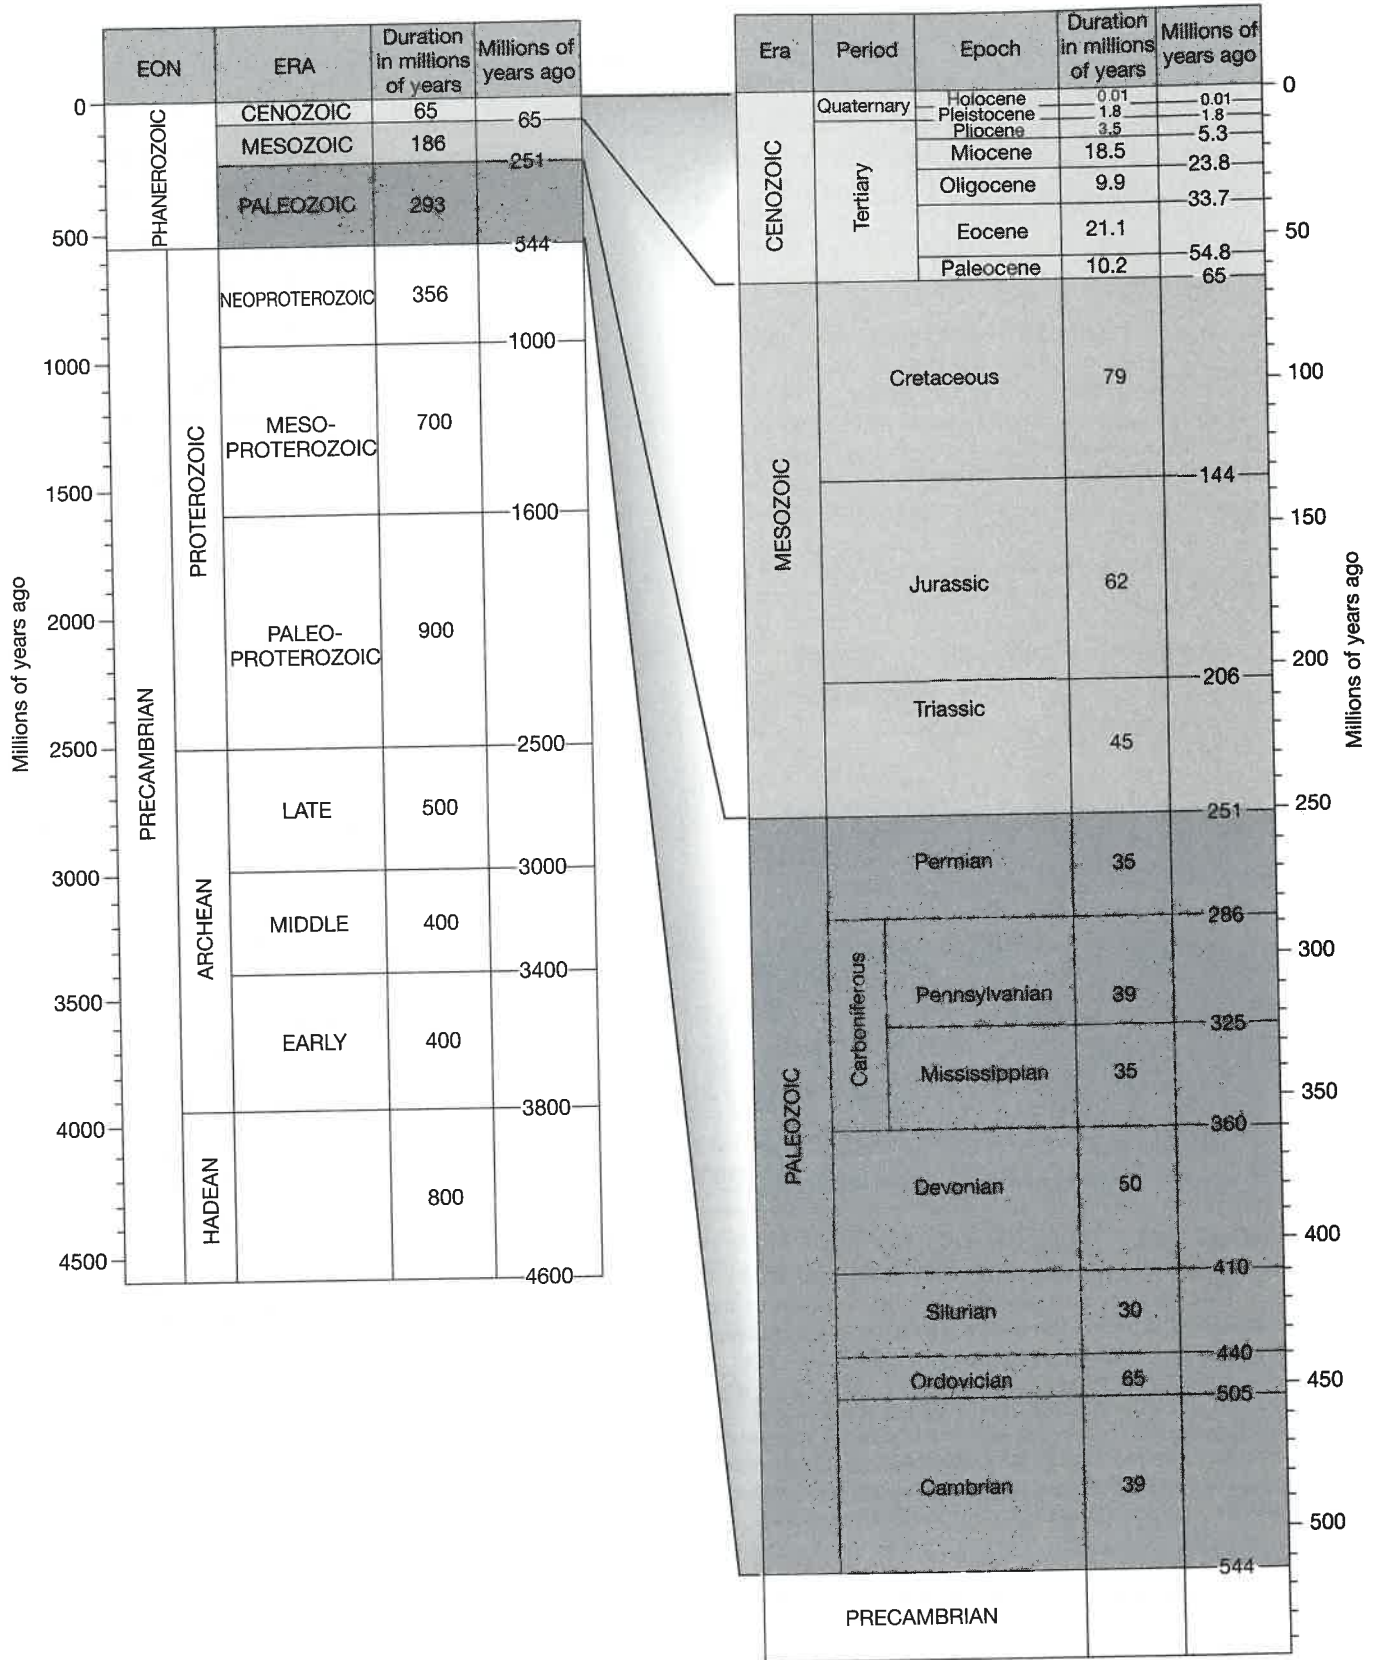 EON
ERA
Duration
in millions
of years
Millions of
years ago
0
500
1000
1500
2000
2500
3000
3500
4000
4500
Millions of years ago
PHANEROZOIC
CENOZOIC
65
65
MESOZOIC
186
251
PALEOZOIC
293
544
PRECAMBRIAN
PROTEROZOIC
NEOPROTEROZOIC
356
1000
MESO-
PROTEROZOIC
700
1600
PALEO-
PROTEROZOIC
900
2500
ARCHEAN
LATE
500
3000
MIDDLE
400
3400
EARLY
400
3800
HADEAN
800
4600
Era
Period
Epoch
Duration
in millions
of years
Millions of
years ago
CENOZOIC
Quaternary
Holocene
0.01
0.01
Pleistocene
1.8
1.8
Tertiary
Pliocene
3.5
5.3
Miocene
18.5
23.8
Oligocene
9.9
33.7
Eocene
21.1
54.8
Paleocene
10.2
65
MESOZOIC
Cretaceous
79
144
Jurassic
62
206
Triassic
45
251
PALEOZOIC
Permian
35
286
Carboniferous
Pennsylvanian
39
325
Mississippian
35
360
Devonian
50
410
Silurian
30
440
Ordovician
65
505
Cambrian
39
544
PRECAMBRIAN
0
50
100
150
200
250
300
350
400
450
500
Millions of years ago